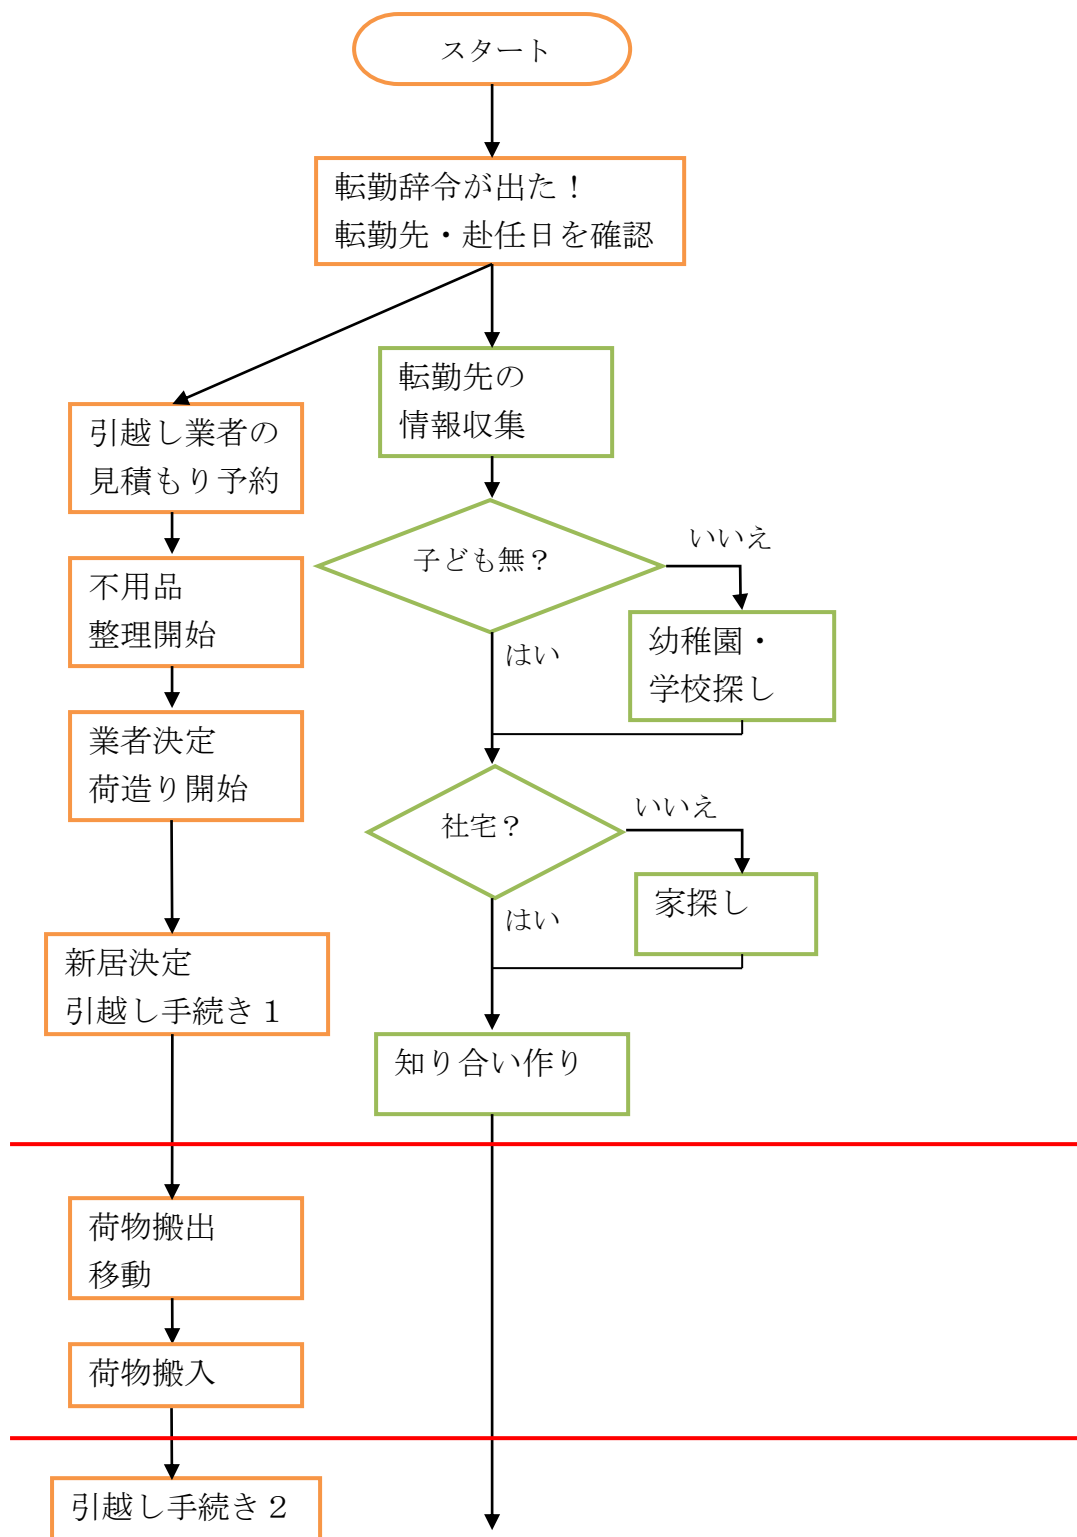 スタート
転勤辞令が出た！
転勤先・赴任日を確認
転勤先の
情報収集
引越し業者の
見積もり予約
子ども無？
いいえ
不用品
整理開始
はい
幼稚園・
学校探し
業者決定
荷造り開始
社宅？
いいえ
家探し
はい
新居決定
引越し手続き１
知り合い作り
荷物搬出
移動
荷物搬入
引越し手続き２